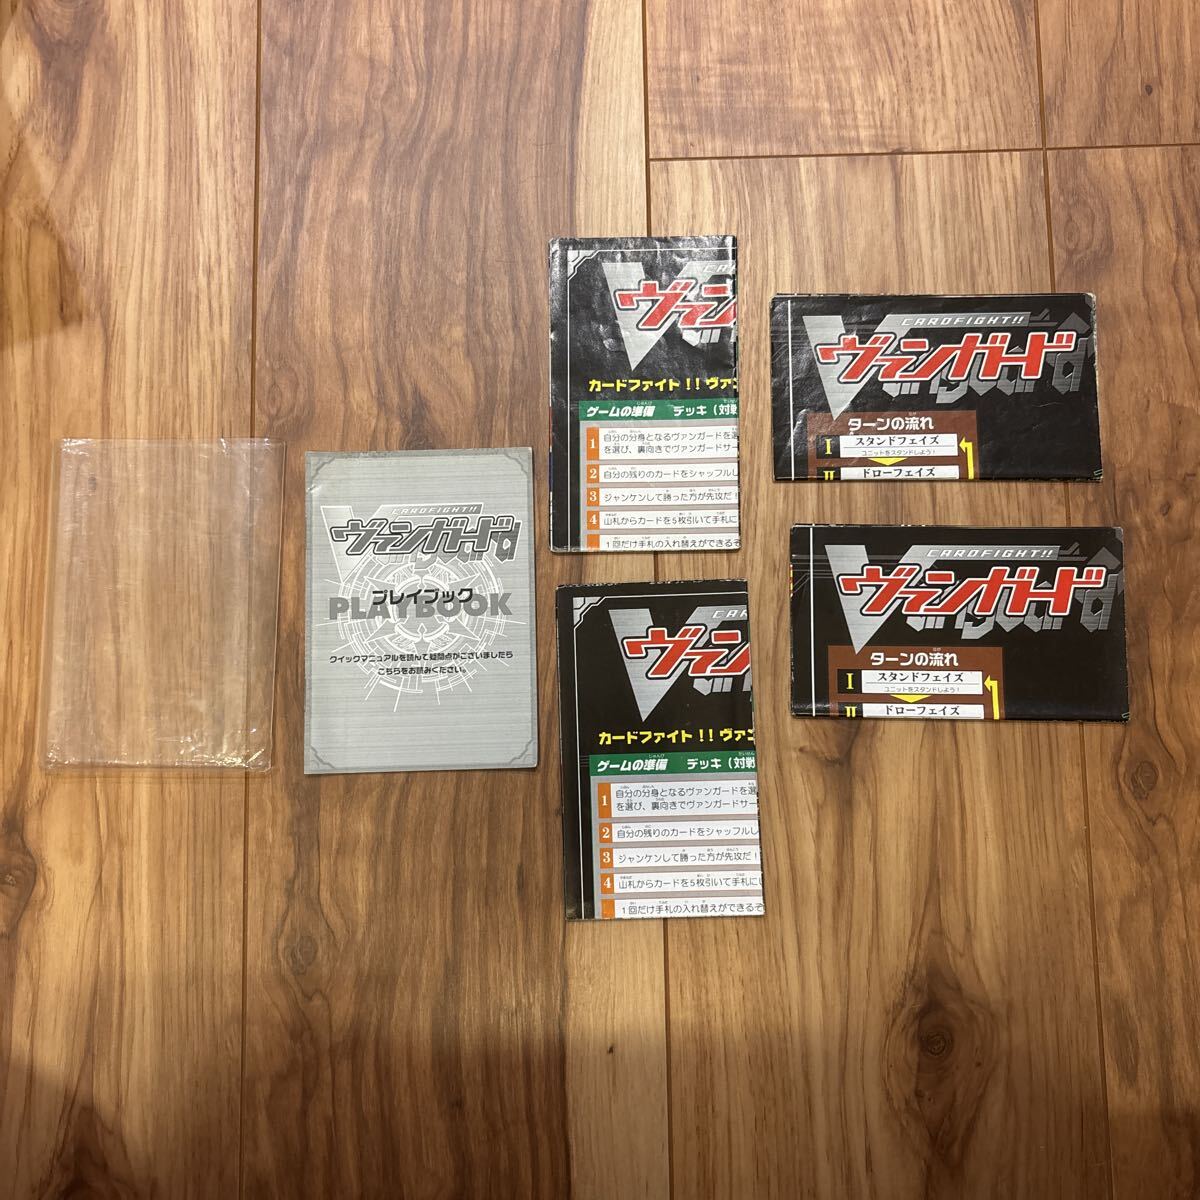 CARDFIGHT!!
ヴァンガード
Vanguard
プレイブック
PLAYBOOK
クイックマニュアルを読んで疑問点がございましたら
こちらをお読みください。
CARD
ヴァン
カードファイト!!ヴァン
ゲームの準備 デッキ(対戦
1 自分の分身となるヴァンガードを選
を選び、裏向きでヴァンガードサー
2 自分の残りのカードをシャッフルし
3 ジャンケンして勝った方が先攻だ!
4 山札からカードを5枚引いて手札に
1回だけ手札の入れ替えができるぞ
CARDFIGHT!!
ヴァンガード
Vanguard
ターンの流れ
I スタンドフェイズ
ユニットをスタンドしよう!
II ドローフェイズ
CARD
ヴァン
カードファイト!!ヴァン
ゲームの準備 デッキ(対戦
1 自分の分身となるヴァンガードを選
を選び、裏向きでヴァンガードサー
2 自分の残りのカードをシャッフルし
3 ジャンケンして勝った方が先攻だ!
4 山札からカードを5枚引いて手札に
1回だけ手札の入れ替えができるぞ
CARDFIGHT!!
ヴァンガード
Vanguard
ターンの流れ
I スタンドフェイズ
ユニットをスタンドしよう!
II ドローフェイズ